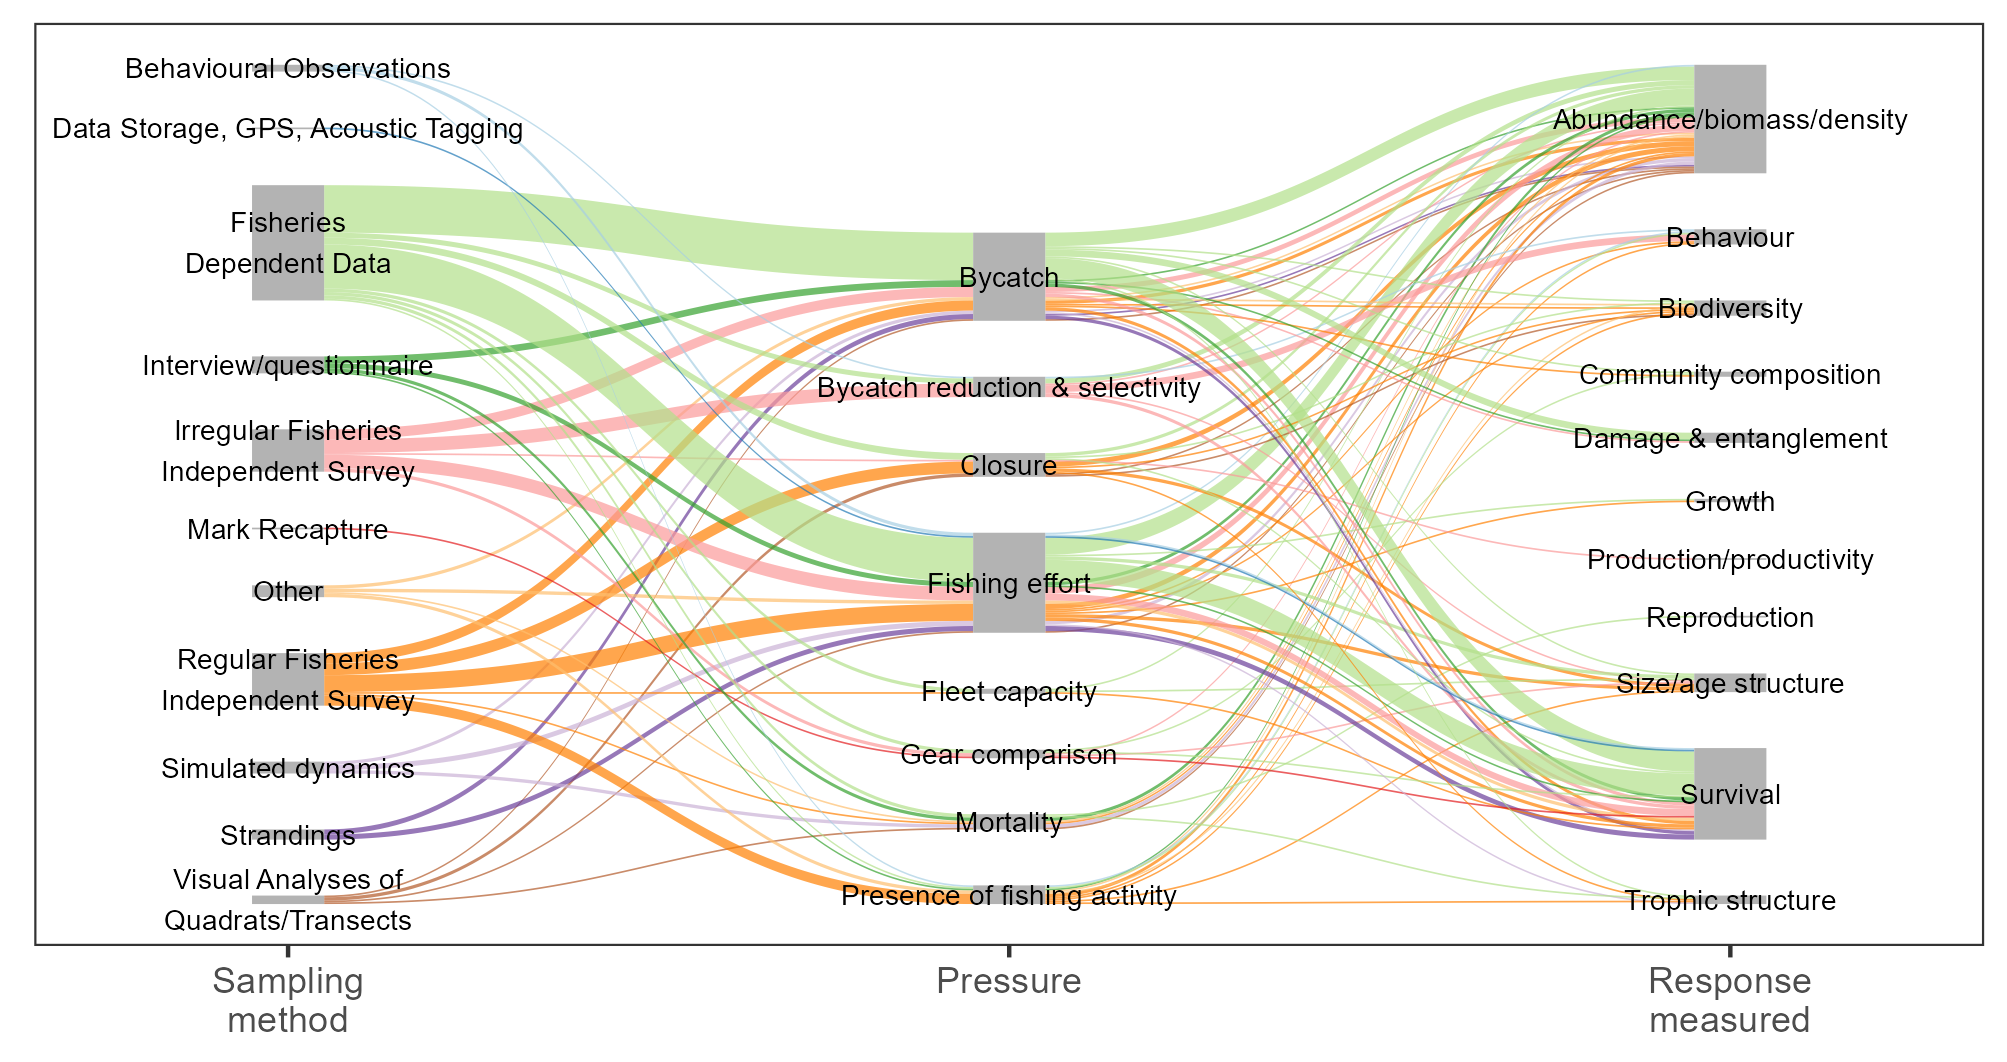 Behavioural Observations
Data Storage, GPS, Acoustic Tagging
Fisheries
Dependent Data
Interview/questionnaire
Irregular Fisheries
Independent Survey
Mark Recapture
Other
Regular Fisheries
Independent Survey
Simulated dynamics
Strandings
Visual Analyses of
Quadrats/Transects
Bycatch
Bycatch reduction & selectivity
Closure
Fishing effort
Fleet capacity
Gear comparison
Mortality
Presence of fishing activity
Abundance/biomass/density
Behaviour
Biodiversity
Community composition
Damage & entanglement
Growth
Production/productivity
Reproduction
Size/age structure
Survival
Trophic structure
Sampling
method
Pressure
Response
measured